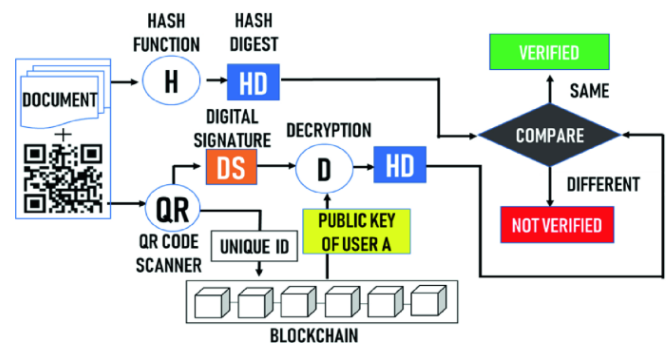 HASH
FUNCTION
HASH
DIGEST
VERIFIED
DOCUMENT
H
HD
SAME
+
DIGITAL
SIGNATURE
DECRYPTION
COMPARE
DS
D
HD
DIFFERENT
QR
PUBLIC KEY
OF USER A
NOT VERIFIED
QR CODE
SCANNER
UNIQUE ID
BLOCKCHAIN